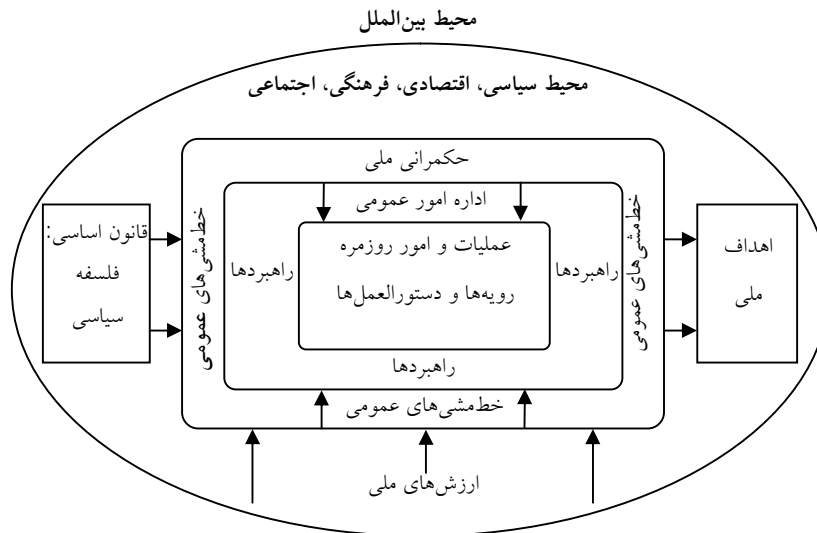 محیط بین‌الملل
محیط سیاسی، اقتصادی، فرهنگی، اجتماعی
حکمرانی ملی
اداره امور عمومی
قانون اساسی:
فلسفه
سیاسی
خط‌مشی‌های عمومی
راهبردها
عملیات و امور روزمره
رویه‌ها و دستورالعمل‌ها
راهبردها
خط‌مشی‌های عمومی
اهداف
ملی
راهبردها
خط‌مشی‌های عمومی
ارزش‌های ملی